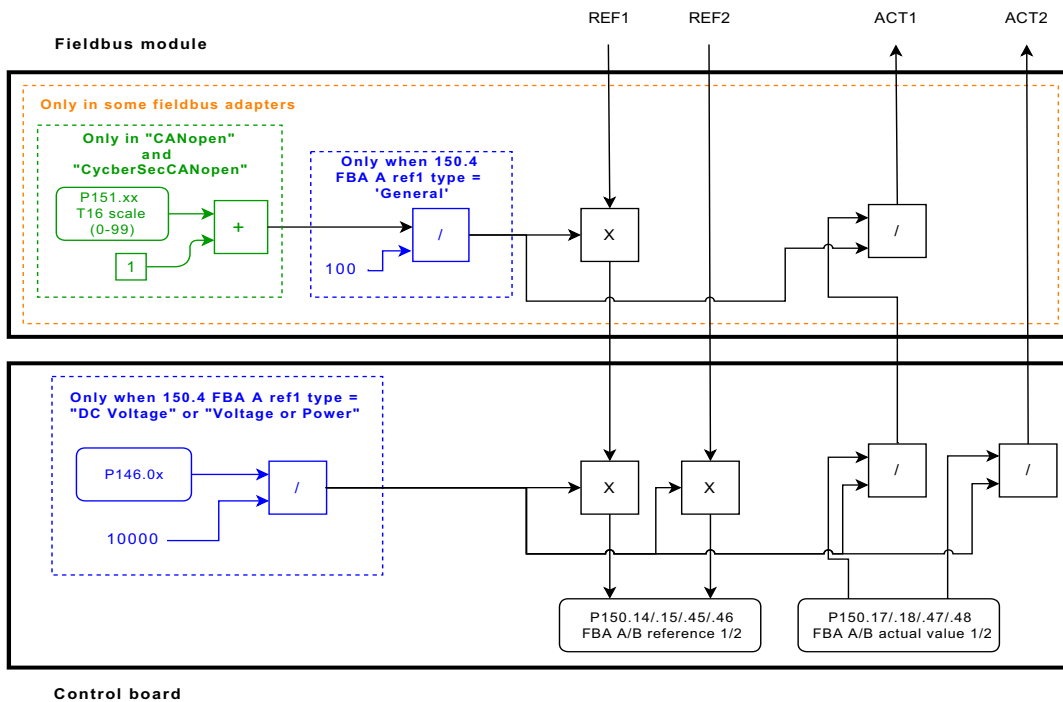 REF1
REF2
ACT1
ACT2
Fieldbus module
Only in some fieldbus adapters
Only in "CANopen"
and
"CycberSecCANopen"
P151.xx
T16 scale
(0-99)
+
1
Only when 150.4
FBA A ref1 type =
'General'
/
100
X
/
Only when 150.4 FBA A ref1 type =
"DC Voltage" or "Voltage or Power"
P146.0x
/
10000
X
X
/
/
P150.14/.15/.45/.46
FBA A/B reference 1/2
P150.17/.18/.47/.48
FBA A/B actual value 1/2
Control board